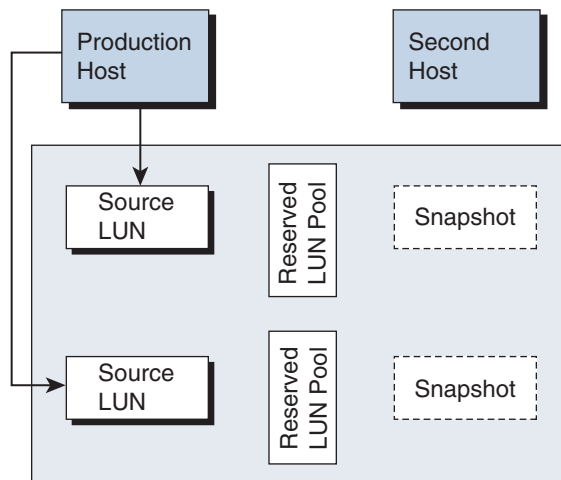 Production
Host
Second
Host
Source
LUN
Reserved
LUN Pool
Snapshot
Source
LUN
Reserved
LUN Pool
Snapshot